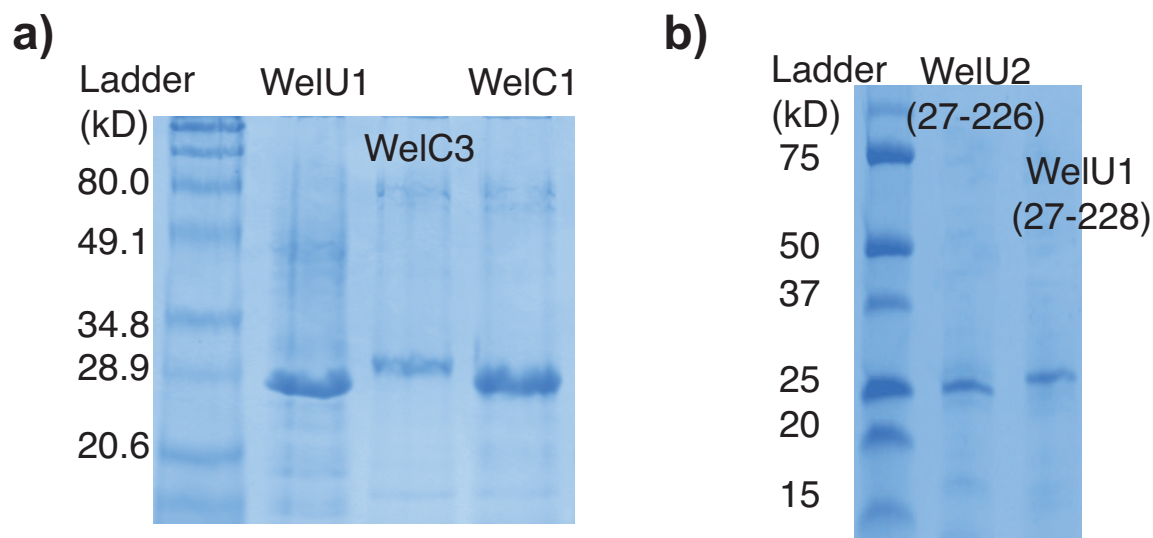 a)
Ladder
(kD)
WelU1
WelC3
WelC1
80.0
49.1
34.8
28.9
20.6
b)
Ladder
(kD)
WelU2
(27-226)
WelU1
(27-228)
75
50
37
25
20
15